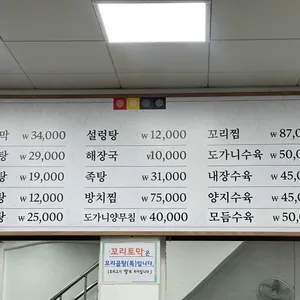 막 ₩ 34,000 설렁탕 ₩ 12,000 꼬리찜 ₩ 87,0
탕 ₩ 29,000 해장국 ₩10,000 도가니수육 ₩ 50,0
탕 ₩ 19,000 족탕 ₩ 31,000 내장수육 ₩ 45,0
탕 ₩ 12,000 방치찜 ₩ 75,000 양지수육 ₩ 45,0
탕 ₩ 25,000 도가니양무침 ₩ 40,000 모듬수육 ₩ 50,
꼬리토막은
꼬리곰탕(특)입니다.